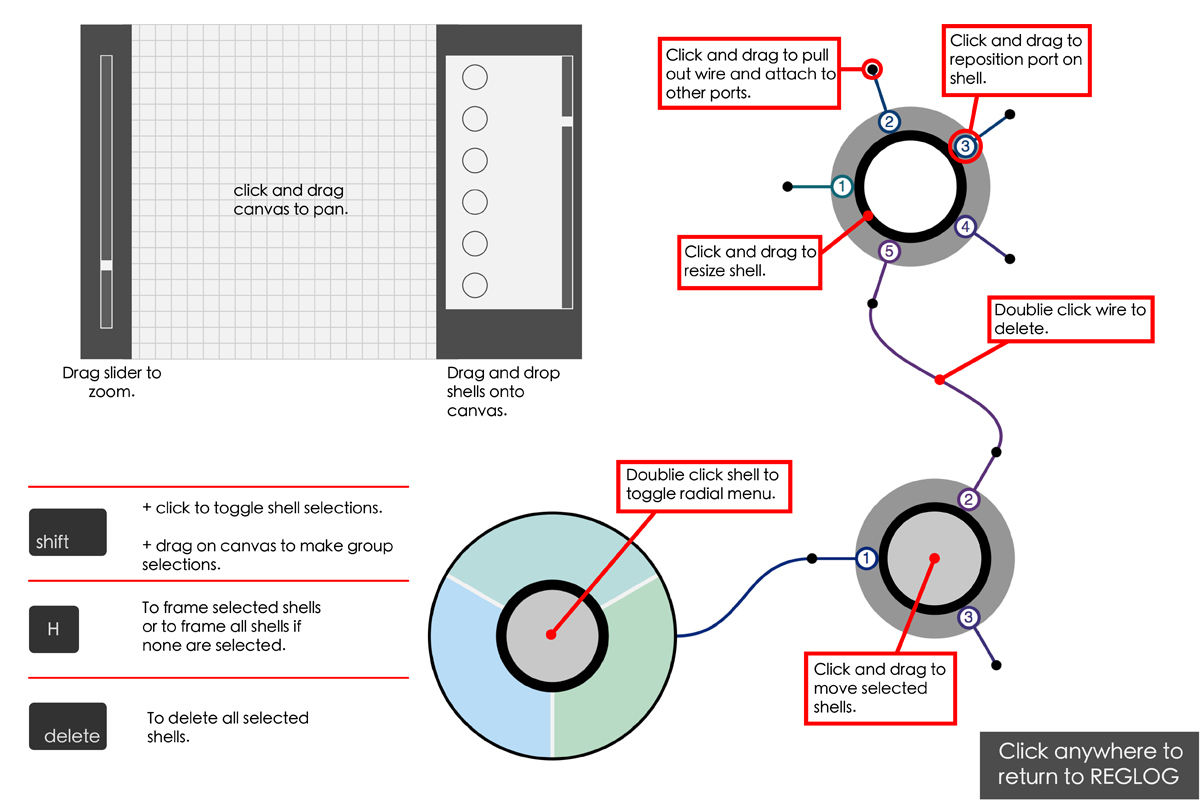 click and drag
canvas to pan.
Drag slider to
zoom.
Drag and drop
shells onto
canvas.
Click and drag to pull
out wire and attach to
other ports.
Click and drag to
reposition port on
shell.
2
3
1
4
5
Click and drag to
resize shell.
Doublie click wire to
delete.
shift
+ click to toggle shell selections.
+ drag on canvas to make group
selections.
H
To frame selected shells
or to frame all shells if
none are selected.
delete
To delete all selected
shells.
Doublie click shell to
toggle radial menu.
2
1
3
Click and drag to
move selected
shells.
Click anywhere to
return to REGLOG